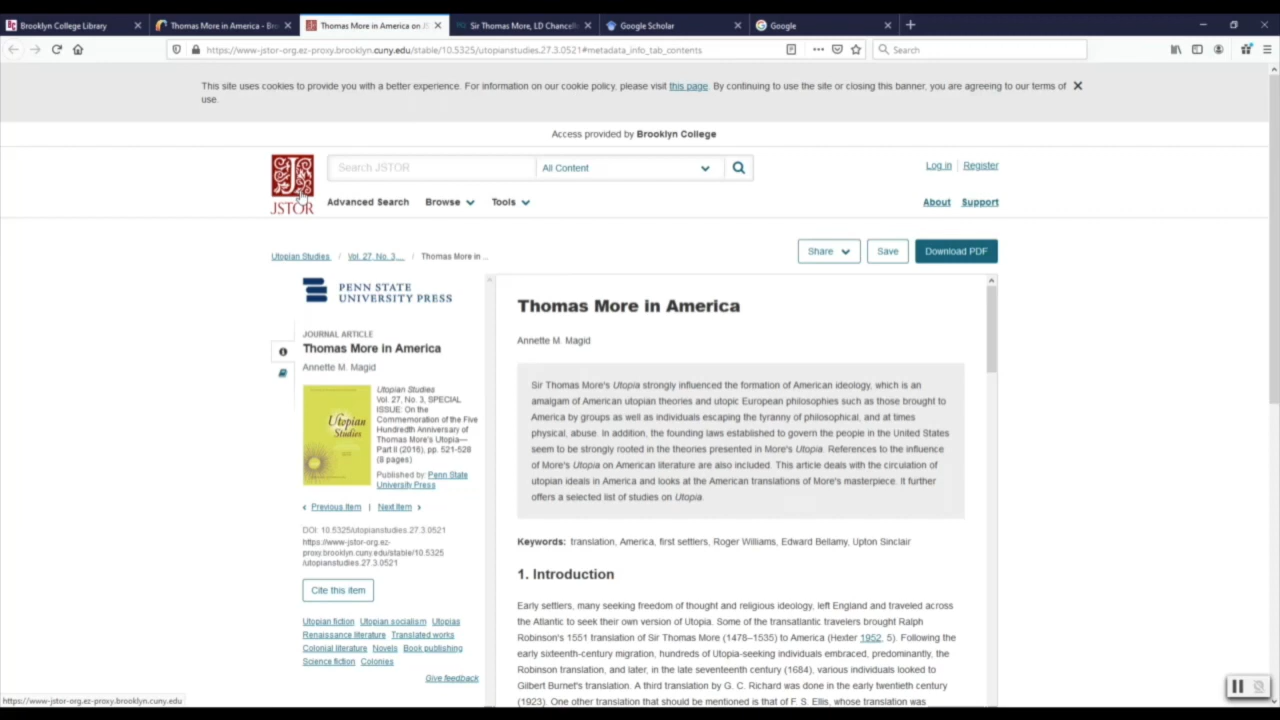 Brooklyn College Library
Thomas More in America - Bro
Thomas More in America on JS
Sir Thomas More, LD Chancello
Google Scholar
Google
https://www-jstor-org.ez-proxy.brooklyn.cuny.edu/stable/10.5325/utopianstudies.27.3.0521#metadata_info_tab_contents
Search
This site uses cookies to provide you with a better experience. For information on our cookie policy, please visit this page. By continuing to use the site or closing this banner, you are agreeing to our terms of
use.
Access provided by Brooklyn College
Search JSTOR
All Content
Log in
Register
JSTOR
Advanced Search
Browse
Tools
About
Support
Utopian Studies / Vol. 27, No. 3,... / Thomas More in ...
Share
Save
Download PDF
PENN STATE
UNIVERSITY PRESS
JOURNAL ARTICLE
Thomas More in America
Annette M. Magid
Utopian
Studies
Utopian Studies
Vol. 27, No. 3, SPECIAL
ISSUE: On the
Commemoration of the Five
Hundredth Anniversary of
Thomas More's Utopia—
Part II (2016), pp. 521-528
(8 pages)
Published by: Penn State
University Press
‹ Previous Item | Next Item ›
DOI: 10.5325/utopianstudies.27.3.0521
https://www-jstor-org.ez-
proxy.brooklyn.cuny.edu/stable/10.5325
/utopianstudies.27.3.0521
Cite this item
Utopian fiction Utopian socialism Utopias
Renaissance literature Translated works
Colonial literature Novels Book publishing
Science fiction Colonies
Give feedback
Thomas More in America
Annette M. Magid
Sir Thomas More's Utopia strongly influenced the formation of American ideology, which is an
amalgam of American utopian theories and utopic European philosophies such as those brought to
America by groups as well as individuals escaping the tyranny of philosophical, and at times
physical, abuse. In addition, the founding laws established to govern the people in the United States
seem to be strongly rooted in the theories presented in More's Utopia. References to the influence
of More's Utopia on American literature are also included. This article deals with the circulation of
utopian ideals in America and looks at the American translations of More's masterpiece. It further
offers a selected list of studies on Utopia.
Keywords: translation, America, first settlers, Roger Williams, Edward Bellamy, Upton Sinclair
1. Introduction
Early settlers, many seeking freedom of thought and religious ideology, left England and traveled across
the Atlantic to seek their own version of Utopia. Some of the transatlantic travelers brought Ralph
Robinson's 1551 translation of Sir Thomas More (1478–1535) to America (Hexter 1952, 5). Following the
early sixteenth-century migration, hundreds of Utopia-seeking individuals embraced, predominantly, the
Robinson translation, and later, in the late seventeenth century (1684), various individuals looked to
Gilbert Burnet's translation. A third translation by G. C. Richard was done in the early twentieth century
(1923). One other translation that should be mentioned is that of F. S. Ellis, whose translation was
https://www-jstor-org.ez-proxy.brooklyn.cuny.edu